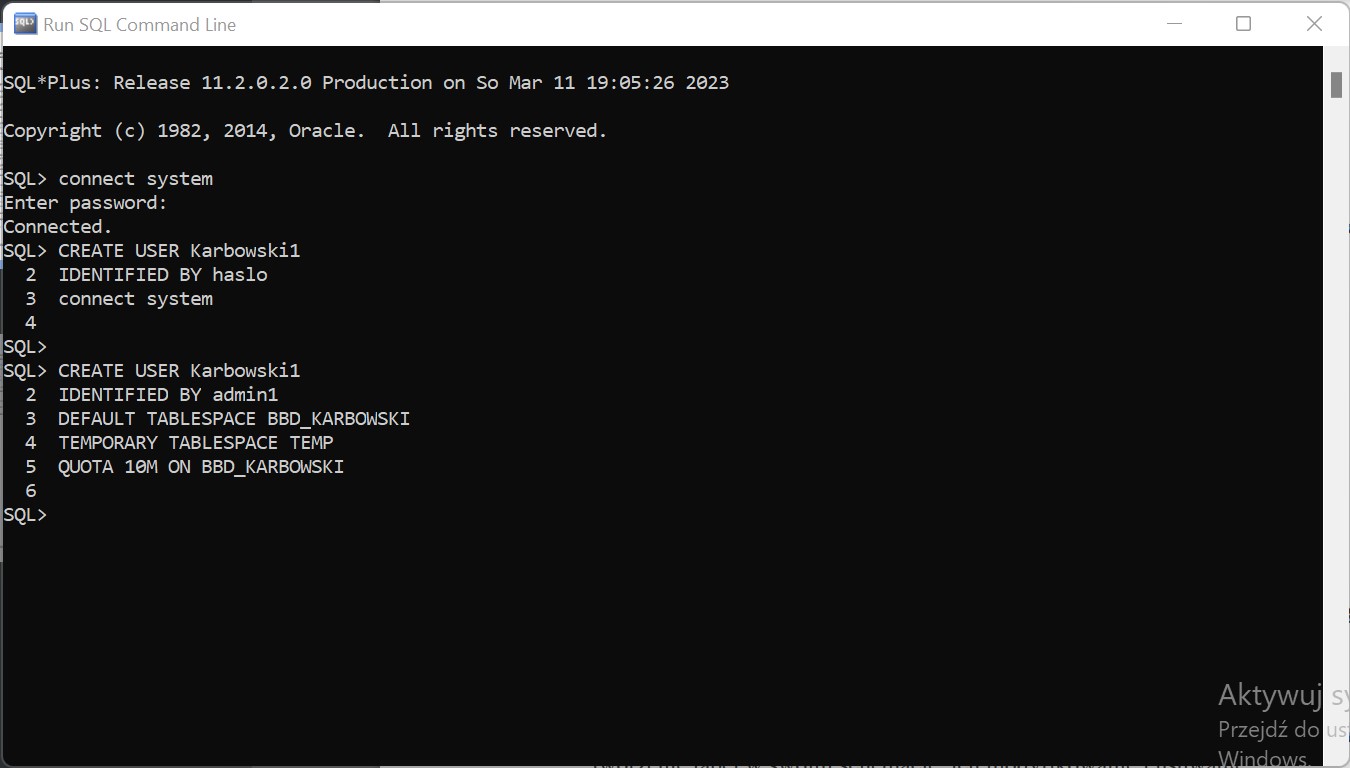 Run SQL Command Line
SQL*Plus: Release 11.2.0.2.0 Production on So Mar 11 19:05:26 2023
Copyright (c) 1982, 2014, Oracle.  All rights reserved.
SQL> connect system
Enter password:
Connected.
SQL> CREATE USER Karbowski1
  2  IDENTIFIED BY haslo
  3  connect system
  4
SQL>
SQL> CREATE USER Karbowski1
  2  IDENTIFIED BY admin1
  3  DEFAULT TABLESPACE BBD_KARBOWSKI
  4  TEMPORARY TABLESPACE TEMP
  5  QUOTA 10M ON BBD_KARBOWSKI
  6
SQL>
Aktywuj sy
Przejdź do us
Windows.